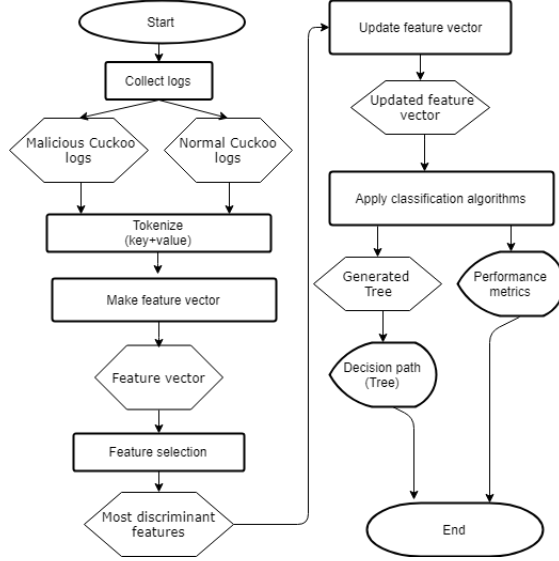 Start
Collect logs
Malicious Cuckoo
logs
Normal Cuckoo
logs
Tokenize
(key+value)
Make feature vector
Feature vector
Feature selection
Most discriminant
features
Update feature vector
Updated feature
vector
Apply classification algorithms
Generated
Tree
Performance
metrics
Decision path
(Tree)
End